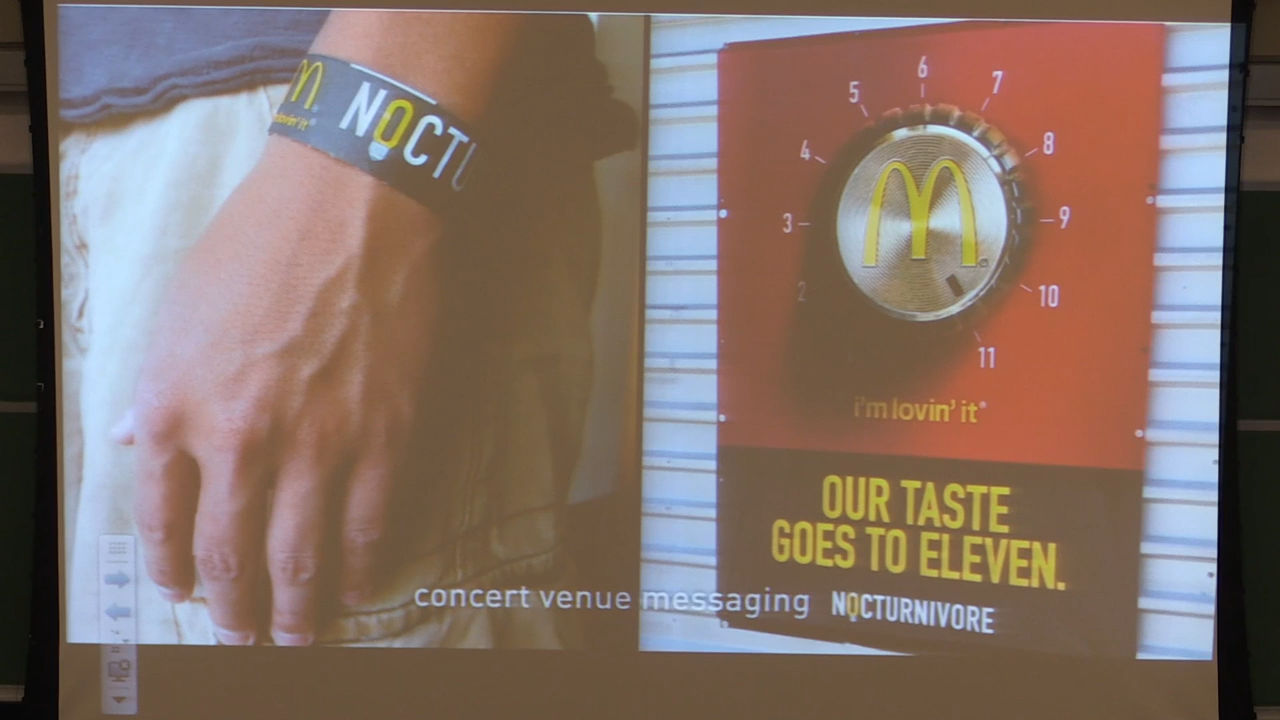 lovin' it®
NOCTU
5
6
7
4
8
3
9
2
10
11
i'm lovin' it®
OUR TASTE
GOES TO ELEVEN.
concert venue messaging
NOCTURNIVORE